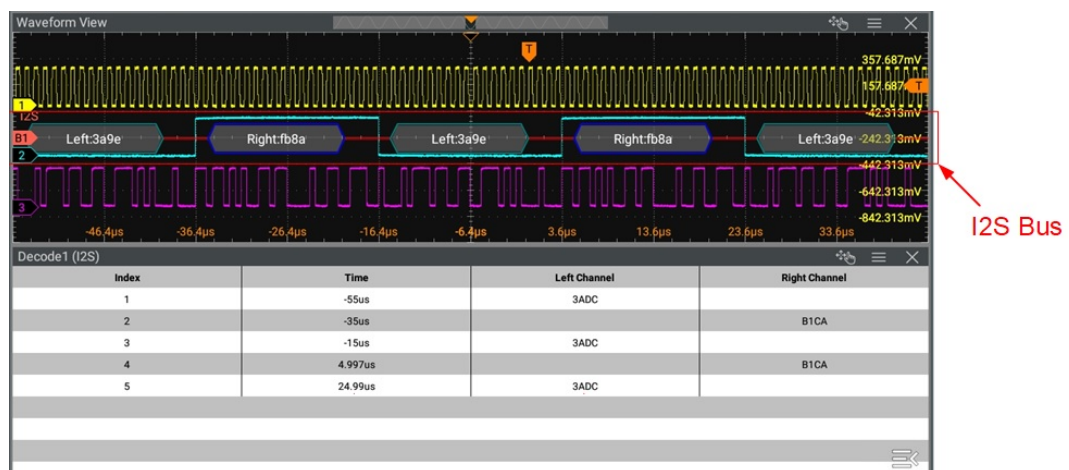 Waveform View
T
357.687mV
157.687 T
1
-42.313mV
I2S
B1 Left:3a9e Right:fb8a Left:3a9e Right:fb8a Left:3a9e -242.313mV
2
-442.313mV
-642.313mV
3
-842.313mV
-46.4µs -36.4µs -26.4µs -16.4µs -6.4µs 3.6µs 13.6µs 23.6µs 33.6µs
I2S Bus
Decode1 (I2S)
Index Time Left Channel Right Channel
1 -55us 3ADC
2 -35us B1CA
3 -15us 3ADC
4 4.997us B1CA
5 24.99us 3ADC